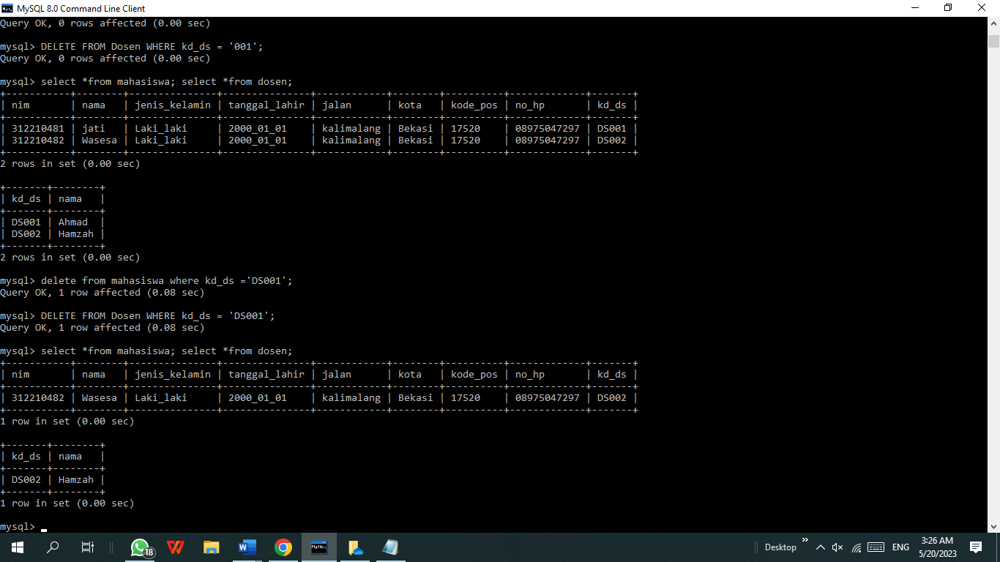 MySQL 8.0 Command Line Client
Query OK, 0 rows affected (0.00 sec)
mysql> DELETE FROM Dosen WHERE kd_ds = '001';
Query OK, 0 rows affected (0.00 sec)
mysql> select *from mahasiswa; select *from dosen;
+-----------+--------+---------------+---------------+------------+--------+----------+-------------+-------+
| nim       | nama   | jenis_kelamin | tanggal_lahir | jalan      | kota   | kode_pos | no_hp       | kd_ds |
+-----------+--------+---------------+---------------+------------+--------+----------+-------------+-------+
| 312210481 | jati   | Laki_laki     | 2000_01_01    | kalimalang | Bekasi | 17520    | 08975047297 | DS001 |
| 312210482 | Wasesa | Laki_laki     | 2000_01_01    | kalimalang | Bekasi | 17520    | 08975047297 | DS002 |
+-----------+--------+---------------+---------------+------------+--------+----------+-------------+-------+
2 rows in set (0.00 sec)
+-------+--------+
| kd_ds | nama   |
+-------+--------+
| DS001 | Ahmad  |
| DS002 | Hamzah |
+-------+--------+
2 rows in set (0.00 sec)
mysql> delete from mahasiswa where kd_ds ='DS001';
Query OK, 1 row affected (0.08 sec)
mysql> DELETE FROM Dosen WHERE kd_ds = 'DS001';
Query OK, 1 row affected (0.08 sec)
mysql> select *from mahasiswa; select *from dosen;
+-----------+--------+---------------+---------------+------------+--------+----------+-------------+-------+
| nim       | nama   | jenis_kelamin | tanggal_lahir | jalan      | kota   | kode_pos | no_hp       | kd_ds |
+-----------+--------+---------------+---------------+------------+--------+----------+-------------+-------+
| 312210482 | Wasesa | Laki_laki     | 2000_01_01    | kalimalang | Bekasi | 17520    | 08975047297 | DS002 |
+-----------+--------+---------------+---------------+------------+--------+----------+-------------+-------+
1 row in set (0.00 sec)
+-------+--------+
| kd_ds | nama   |
+-------+--------+
| DS002 | Hamzah |
+-------+--------+
1 row in set (0.00 sec)
mysql> _
18
W
MySQL
Desktop
ENG
3:26 AM
5/20/2023